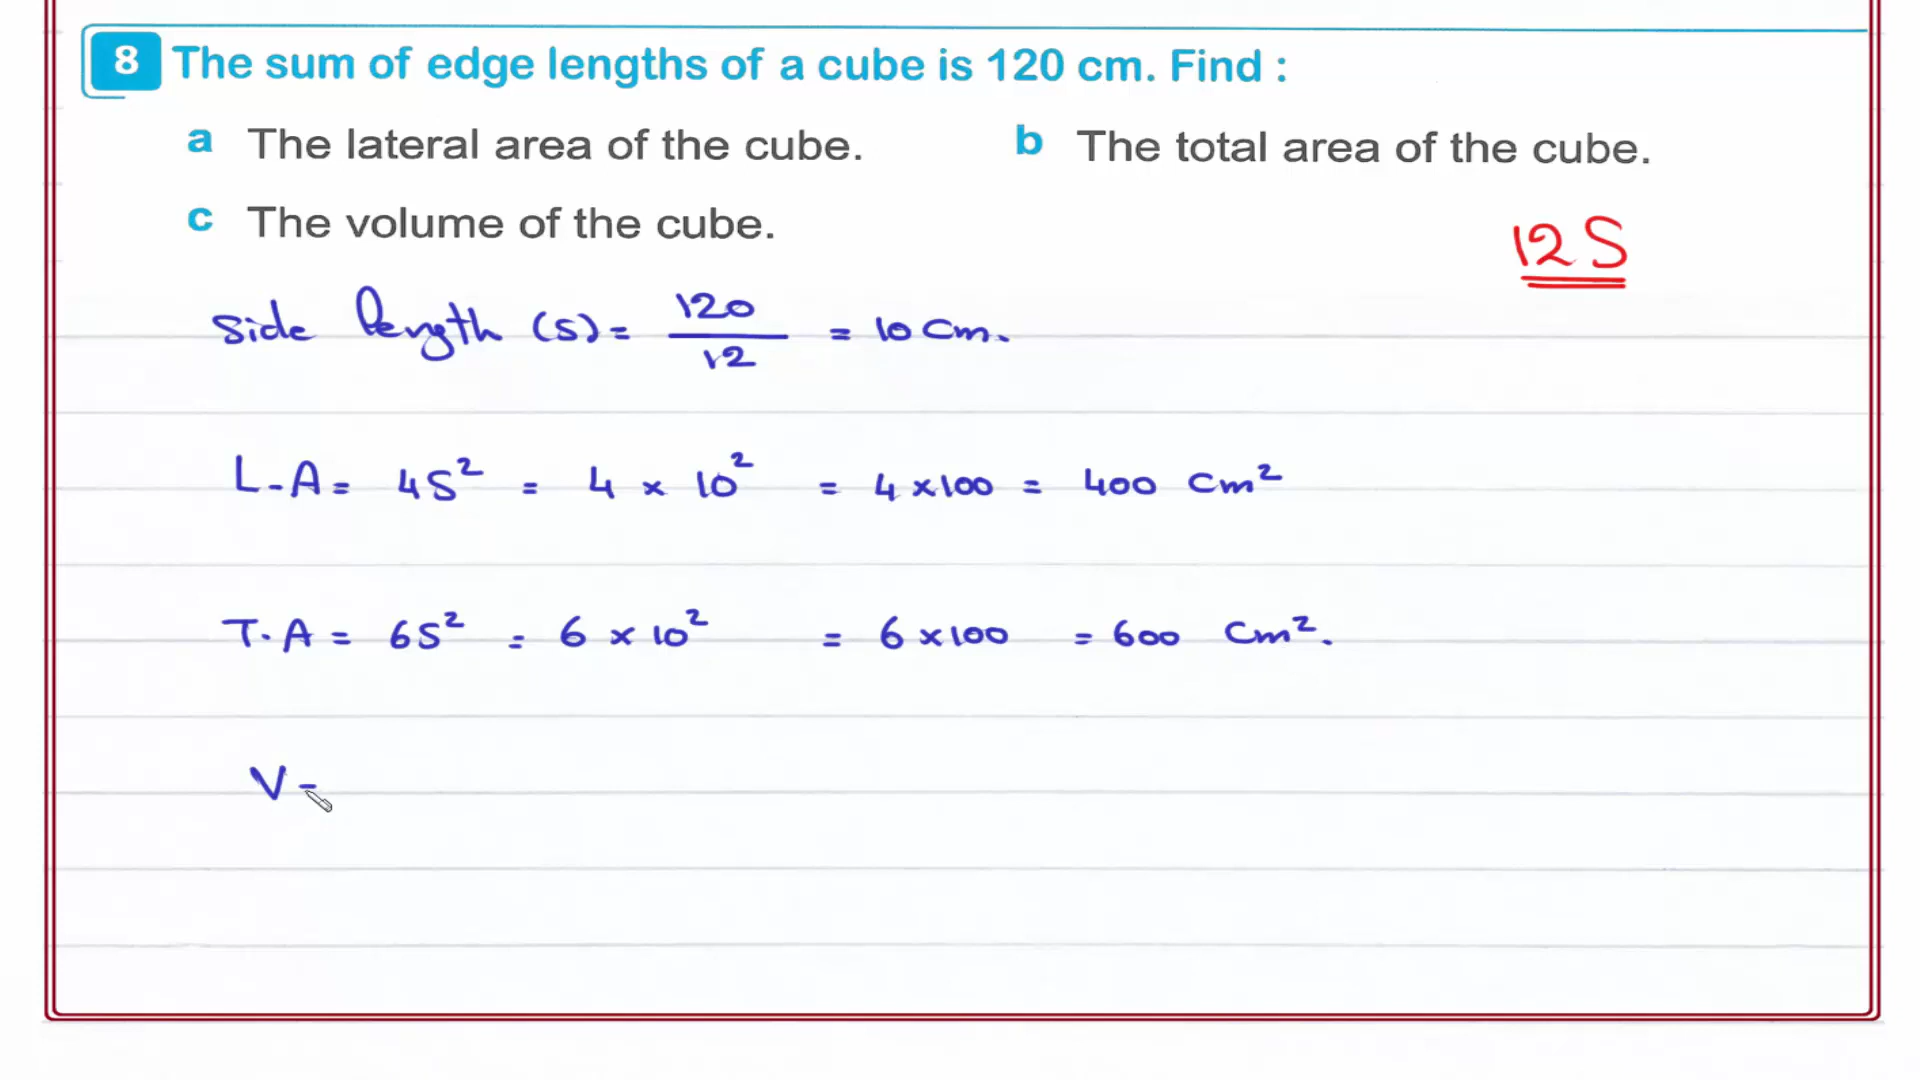 8 The sum of edge lengths of a cube is 120 cm. Find :
a The lateral area of the cube. b The total area of the cube.
c The volume of the cube.
12 S
Side length (S) = 120/12 = 10 Cm.
L.A = 4S² = 4 × 10² = 4 × 100 = 400 Cm²
T.A = 6S² = 6 × 10² = 6 × 100 = 600 Cm².
V =